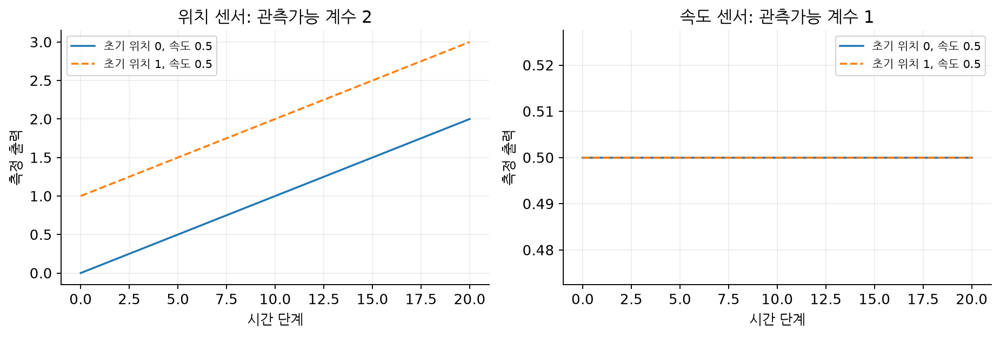 위치 센서: 관측가능 계수 2
초기 위치 0, 속도 0.5
초기 위치 1, 속도 0.5
측정 출력
3.0
2.5
2.0
1.5
1.0
0.5
0.0
0.0 2.5 5.0 7.5 10.0 12.5 15.0 17.5 20.0
시간 단계
속도 센서: 관측가능 계수 1
초기 위치 0, 속도 0.5
초기 위치 1, 속도 0.5
측정 출력
0.52
0.51
0.50
0.49
0.48
0.0 2.5 5.0 7.5 10.0 12.5 15.0 17.5 20.0
시간 단계